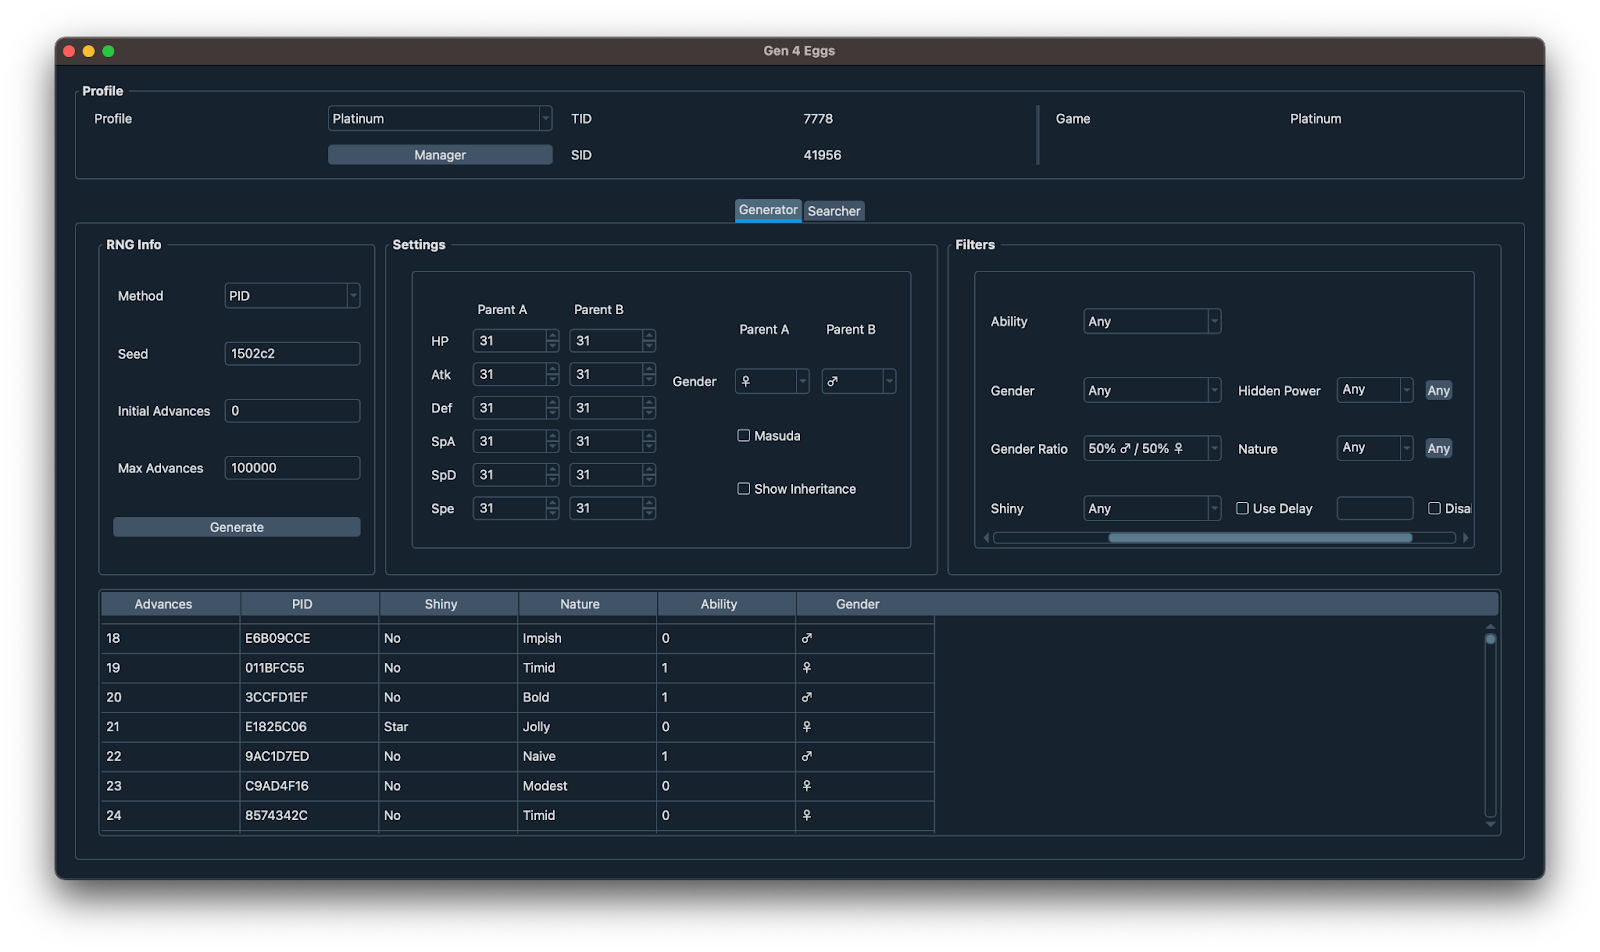 Gen 4 Eggs
Profile
Profile Platinum TID 7778 Game Platinum
Manager SID 41956
Generator Searcher
RNG Info
Method PID
Seed 1502c2
Initial Advances 0
Max Advances 100000
Generate
Settings
Parent A Parent B
HP 31 31
Atk 31 31
Def 31 31
SpA 31 31
SpD 31 31
Spe 31 31
Parent A Parent B
Gender ♀ ♂
Masuda
Show Inheritance
Filters
Ability Any
Gender Any Hidden Power Any Any
Gender Ratio 50% ♂ / 50% ♀ Nature Any Any
Shiny Any Use Delay Disa
Advances PID Shiny Nature Ability Gender
18 E6B09CCE No Impish 0 ♂
19 011BFC55 No Timid 1 ♀
20 3CCFD1EF No Bold 1 ♂
21 E1825C06 Star Jolly 0 ♀
22 9AC1D7ED No Naive 1 ♂
23 C9AD4F16 No Modest 0 ♀
24 8574342C No Timid 0 ♀